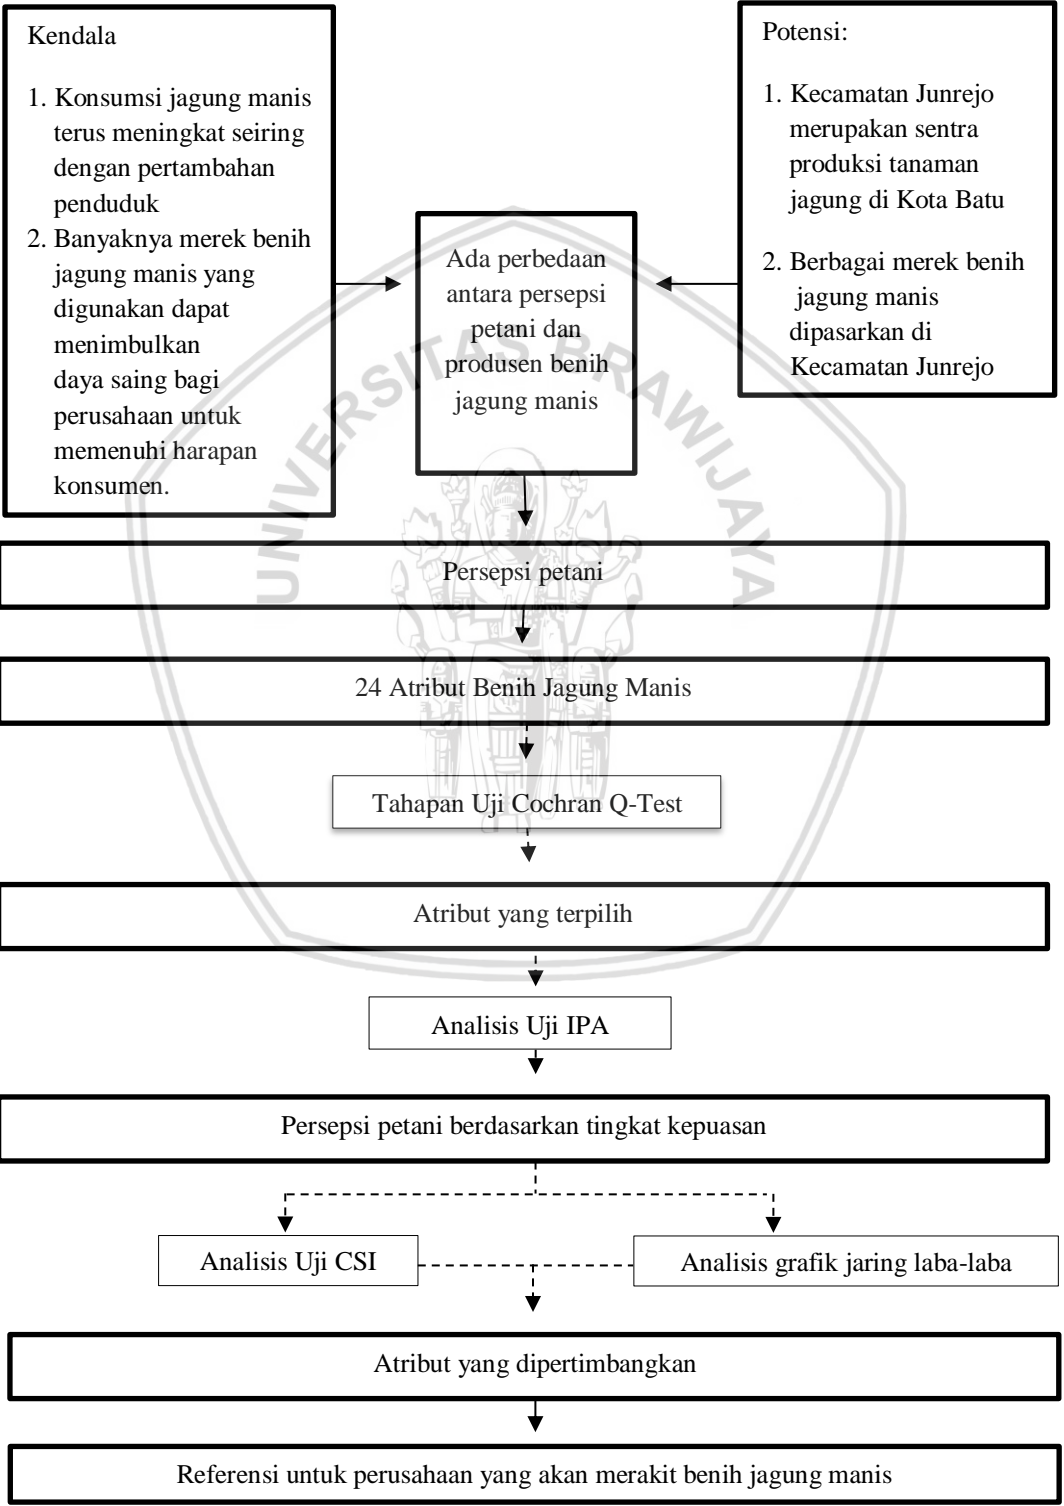 Kendala
1. Konsumsi jagung manis
terus meningkat seiring
dengan pertambahan
penduduk
2. Banyaknya merek benih
jagung manis yang
digunakan dapat
menimbulkan
daya saing bagi
perusahaan untuk
memenuhi harapan
konsumen.
Ada perbedaan
antara persepsi
petani dan
produsen benih
jagung manis
Potensi:
1. Kecamatan Junrejo
merupakan sentra
produksi tanaman
jagung di Kota Batu
2. Berbagai merek benih
jagung manis
dipasarkan di
Kecamatan Junrejo
UNIVERSITAS BRAWIJAYA
Persepsi petani
24 Atribut Benih Jagung Manis
Tahapan Uji Cochran Q-Test
Atribut yang terpilih
Analisis Uji IPA
Persepsi petani berdasarkan tingkat kepuasan
Analisis Uji CSI
Analisis grafik jaring laba-laba
Atribut yang dipertimbangkan
Referensi untuk perusahaan yang akan merakit benih jagung manis